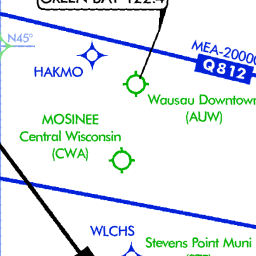 GREEN BAY 122.4
MEA-20000
N45°
HAKMO
Q812
Wausau Downtown
(AUW)
MOSINEE
Central Wisconsin
(CWA)
WLCHS
Stevens Point Muni